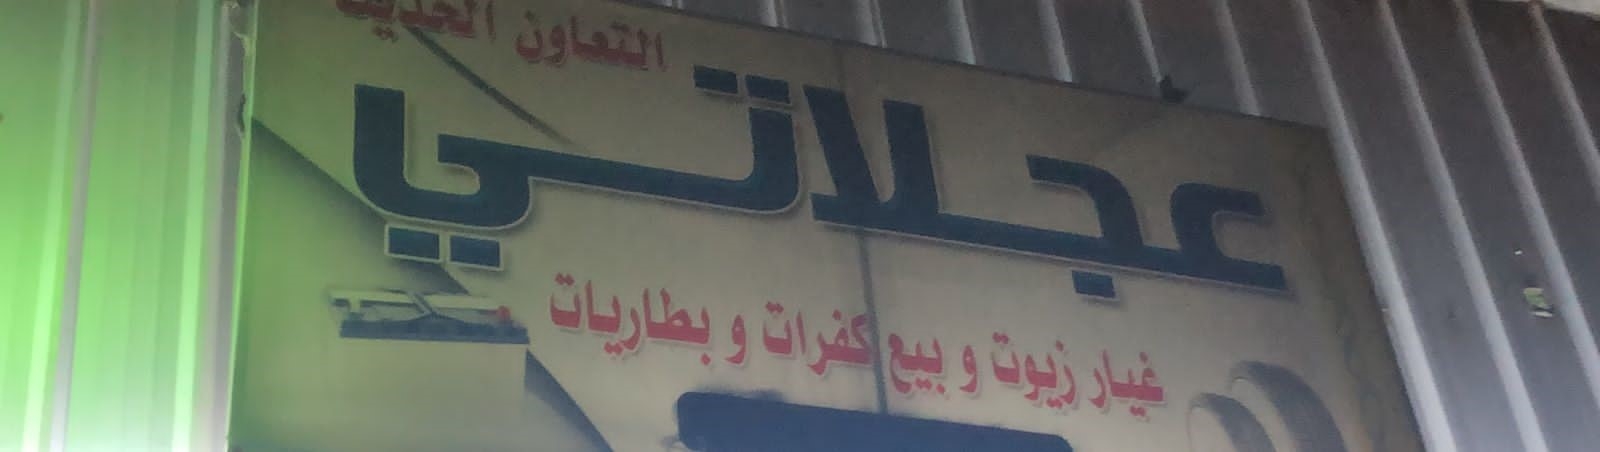 التعاون الحديث
عجلاتي
غيار زيوت و بيع كفرات و بطاريات